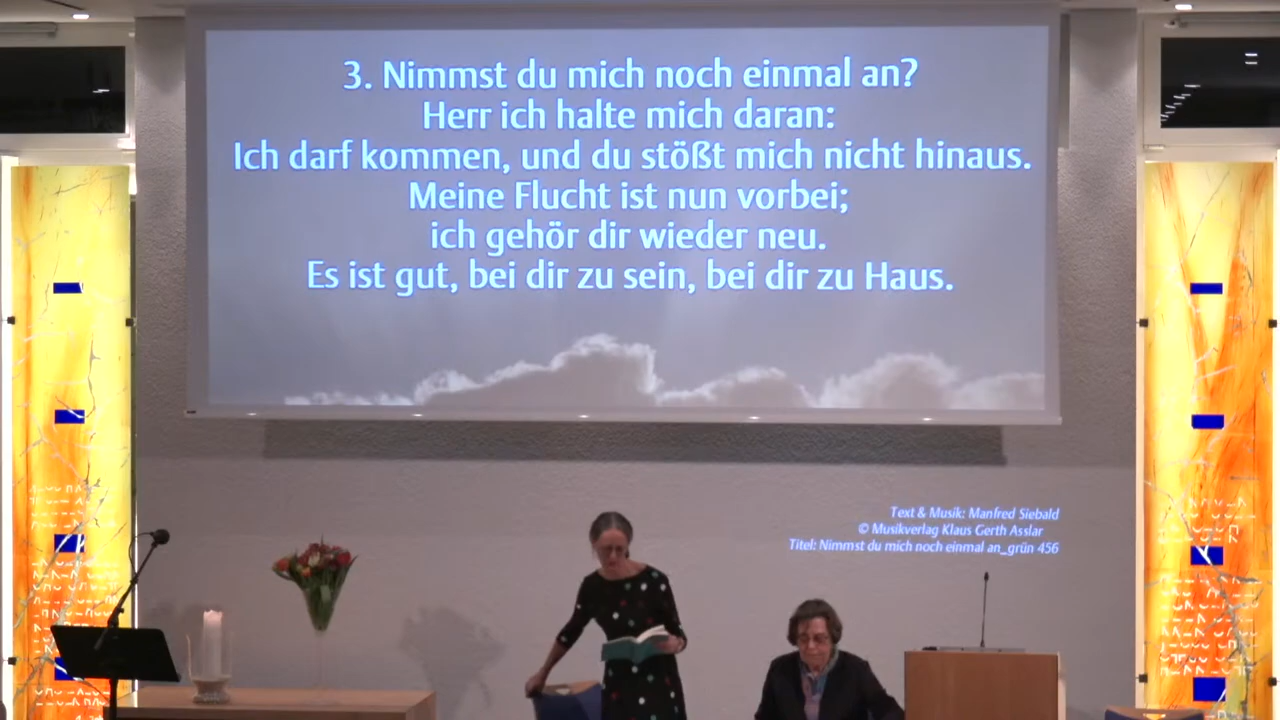 3. Nimmst du mich noch einmal an?
Herr ich halte mich daran:
Ich darf kommen, und du stößt mich nicht hinaus.
Meine Flucht ist nun vorbei;
ich gehör dir wieder neu.
Es ist gut, bei dir zu sein, bei dir zu Haus.
Text & Musik: Manfred Siebald
© Musikverlag Klaus Gerth Asslar
Titel: Nimmst du mich noch einmal an_grün 456